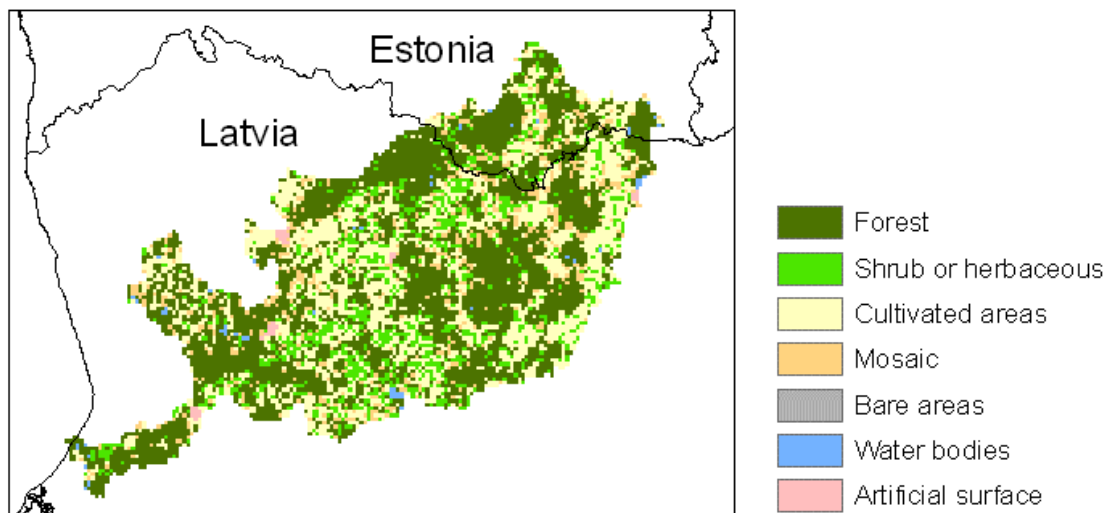 Estonia
Latvia
Forest
Shrub or herbaceous
Cultivated areas
Mosaic
Bare areas
Water bodies
Artificial surface